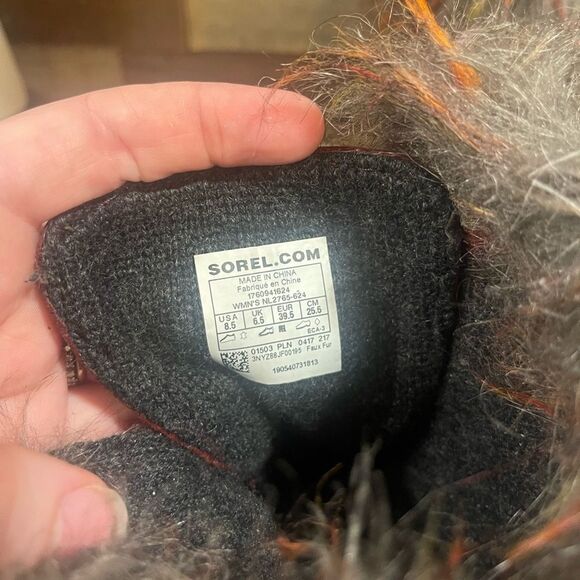 SOREL.COM
MADE IN CHINA
Fabriqué en Chine
1760941624
WMN'S NL2765-624
USA UK EUR CM
8.5 6.5 39.5 25.5
ECA-3
01503 PLN 0417 217
3NYZ88JF00195 Faux Fur
190540731813